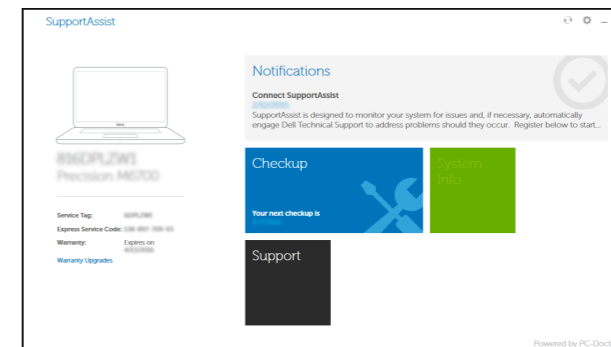 SupportAssist
Notifications
Connect SupportAssist
SupportAssist is designed to monitor your system for issues and, if necessary, automatically
engage Dell Technical Support to address problems should they occur. Register below to start...
Checkup
System
Info
Precision M6700
Your next checkup is
Service Tag:
Express Service Code:
Warranty: Expires on
Warranty Upgrades
Support
Powered by PC-Doct